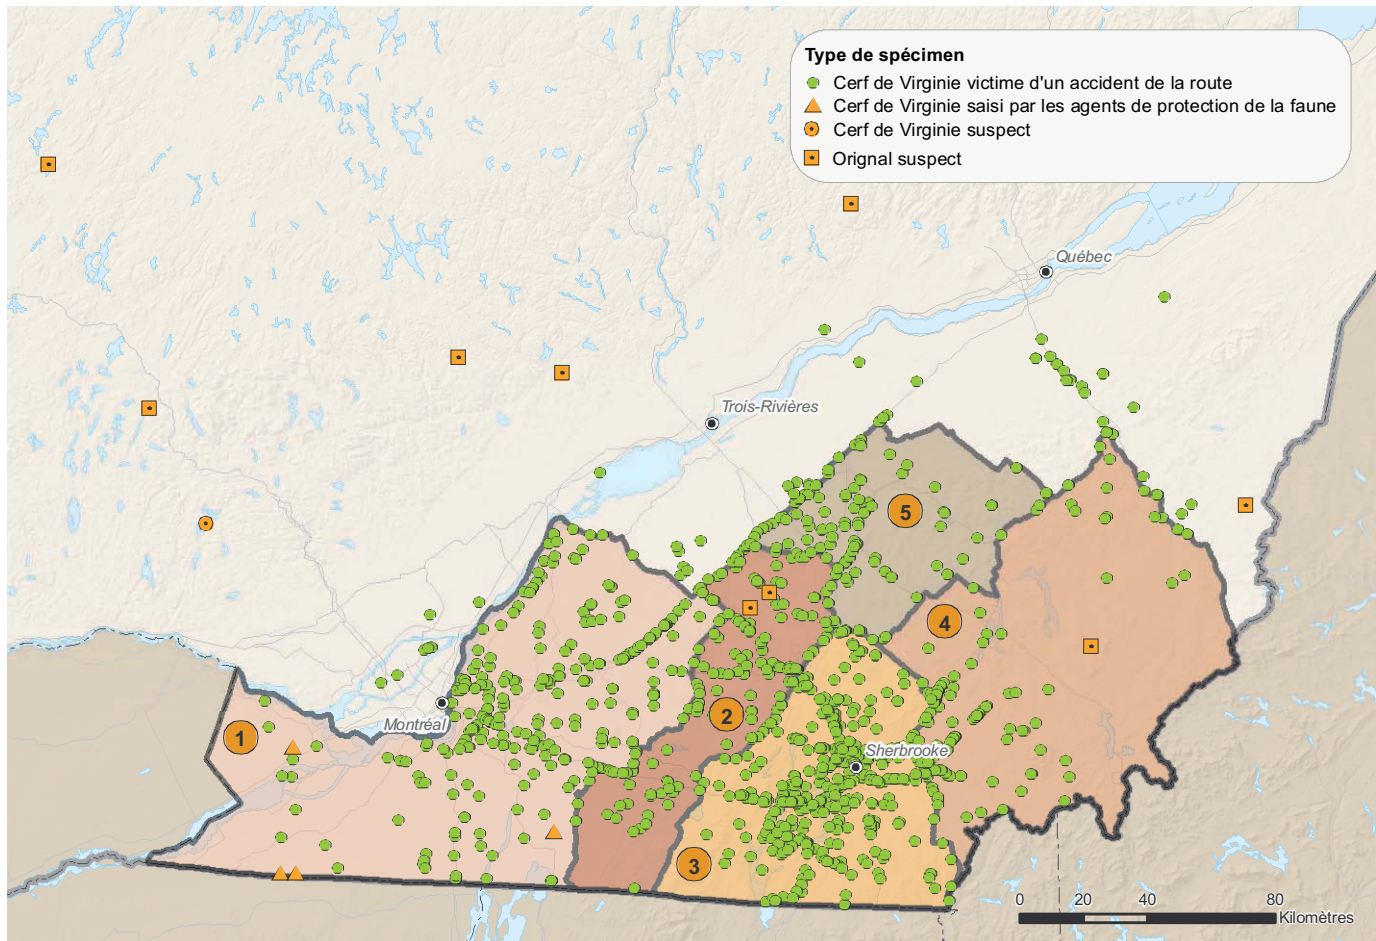 Type de spécimen
Cerf de Virginie victime d'un accident de la route
Cerf de Virginie saisi par les agents de protection de la faune
Cerf de Virginie suspect
Orignal suspect
Québec
Trois-Rivières
5
4
2
1
Montréal
Sherbrooke
3
0 20 40 80
Kilomètres